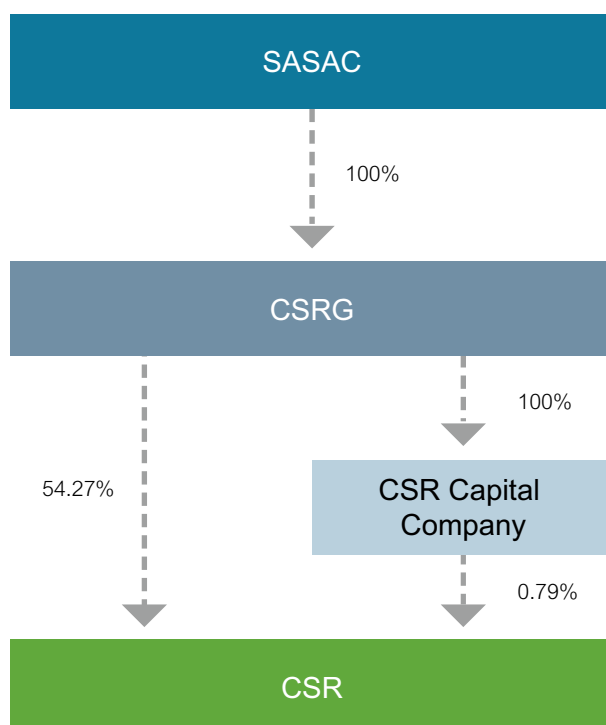 SASAC
100%
CSRG
100%
54.27%
CSR Capital
Company
0.79%
CSR